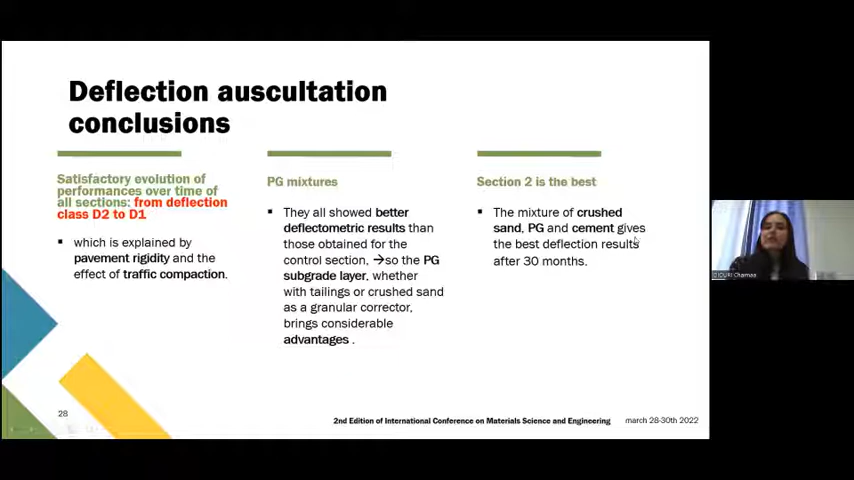 Deflection auscultation
conclusions
Satisfactory evolution of
performances over time of
all sections: from deflection
class D2 to D1
▪ which is explained by
pavement rigidity and the
effect of traffic compaction.
PG mixtures
▪ They all showed better
deflectometric results than
those obtained for the
control section, →so the PG
subgrade layer, whether
with tailings or crushed sand
as a granular corrector,
brings considerable
advantages .
Section 2 is the best
▪ The mixture of crushed
sand, PG and cement gives
the best deflection results
after 30 months.
28
2nd Edition of International Conference on Materials Science and Engineering
march 28-30th 2022
Chamaa